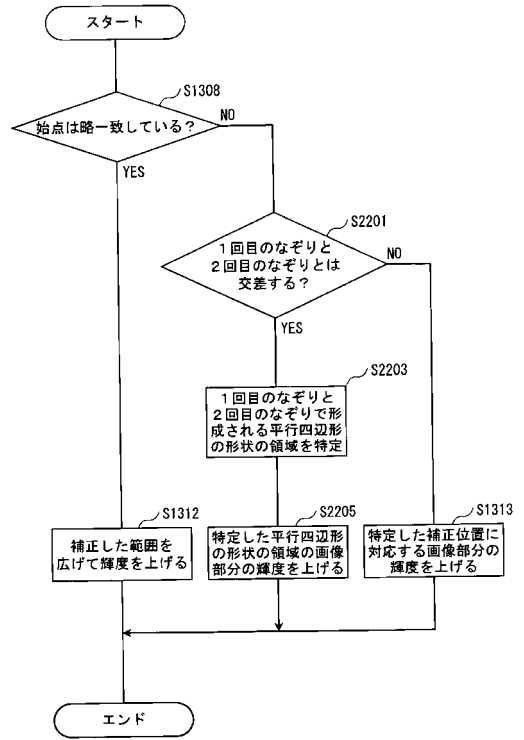 スタート
S1308
始点は略一致している？
NO
YES
S2201
1回目のなぞりと
2回目のなぞりとは
交差する？
NO
YES
S2203
1回目のなぞりと
2回目のなぞりで形
成される平行四辺形
の形状の領域を特定
S1312
補正した範囲を
広げて輝度を上げる
S2205
特定した平行四辺形
の形状の領域の画像
部分の輝度を上げる
S1313
特定した補正位置に
対応する画像部分の
輝度を上げる
エンド